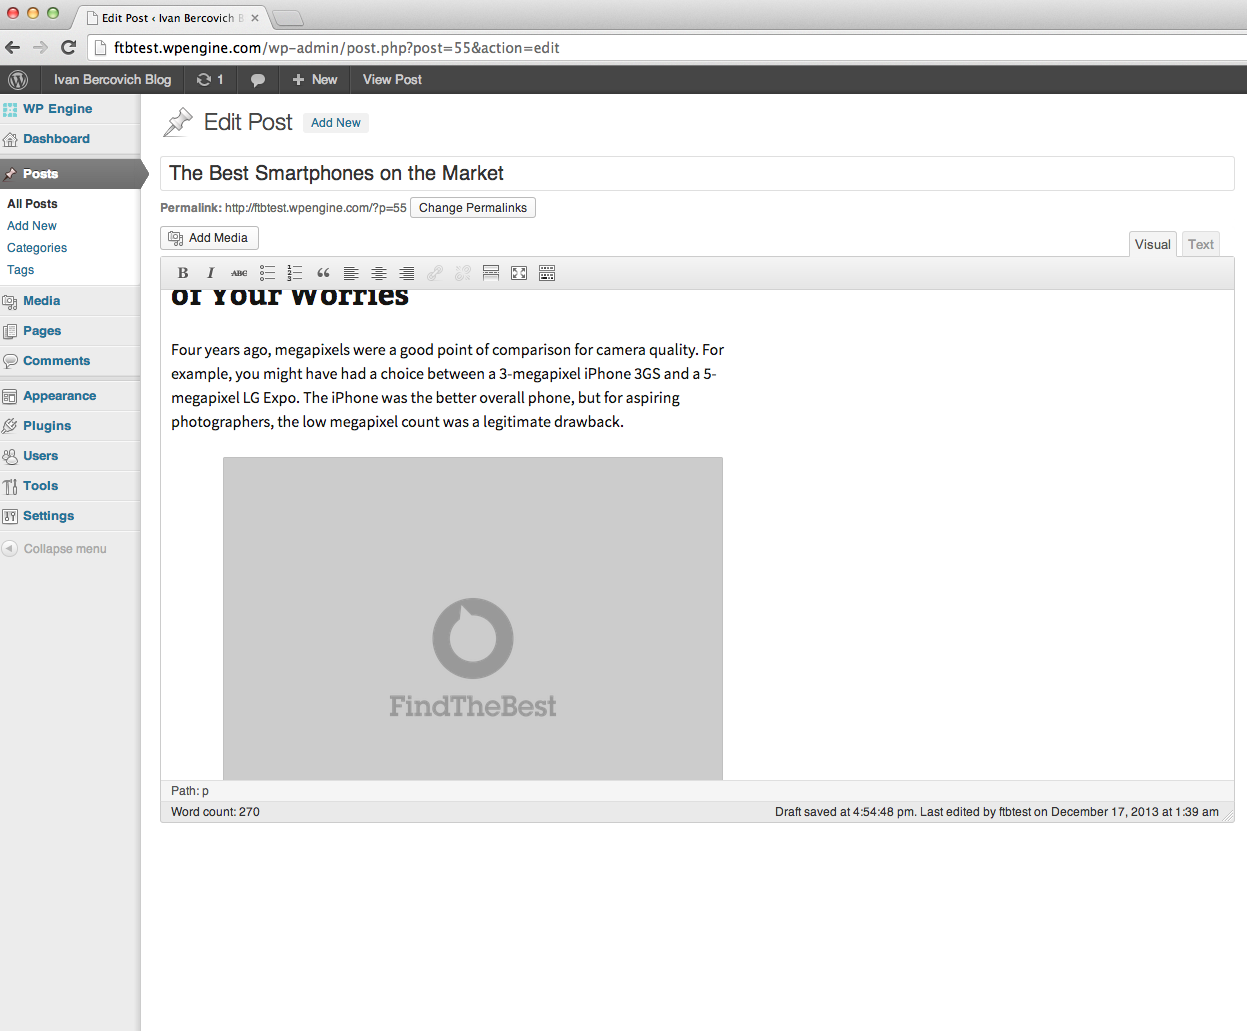 Edit Post ‹ Ivan Bercovich B
ftbtest.wpengine.com/wp-admin/post.php?post=55&action=edit
Ivan Bercovich Blog 1 New View Post
WP Engine
Dashboard
Posts
All Posts
Add New
Categories
Tags
Media
Pages
Comments
Appearance
Plugins
Users
Tools
Settings
Collapse menu
Edit Post Add New
The Best Smartphones on the Market
Permalink: http://ftbtest.wpengine.com/?p=55 Change Permalinks
Add Media
Visual Text
B I ABC
of Your Worries
Four years ago, megapixels were a good point of comparison for camera quality. For
example, you might have had a choice between a 3-megapixel iPhone 3GS and a 5-
megapixel LG Expo. The iPhone was the better overall phone, but for aspiring
photographers, the low megapixel count was a legitimate drawback.
FindTheBest
Path: p
Word count: 270
Draft saved at 4:54:48 pm. Last edited by ftbtest on December 17, 2013 at 1:39 am